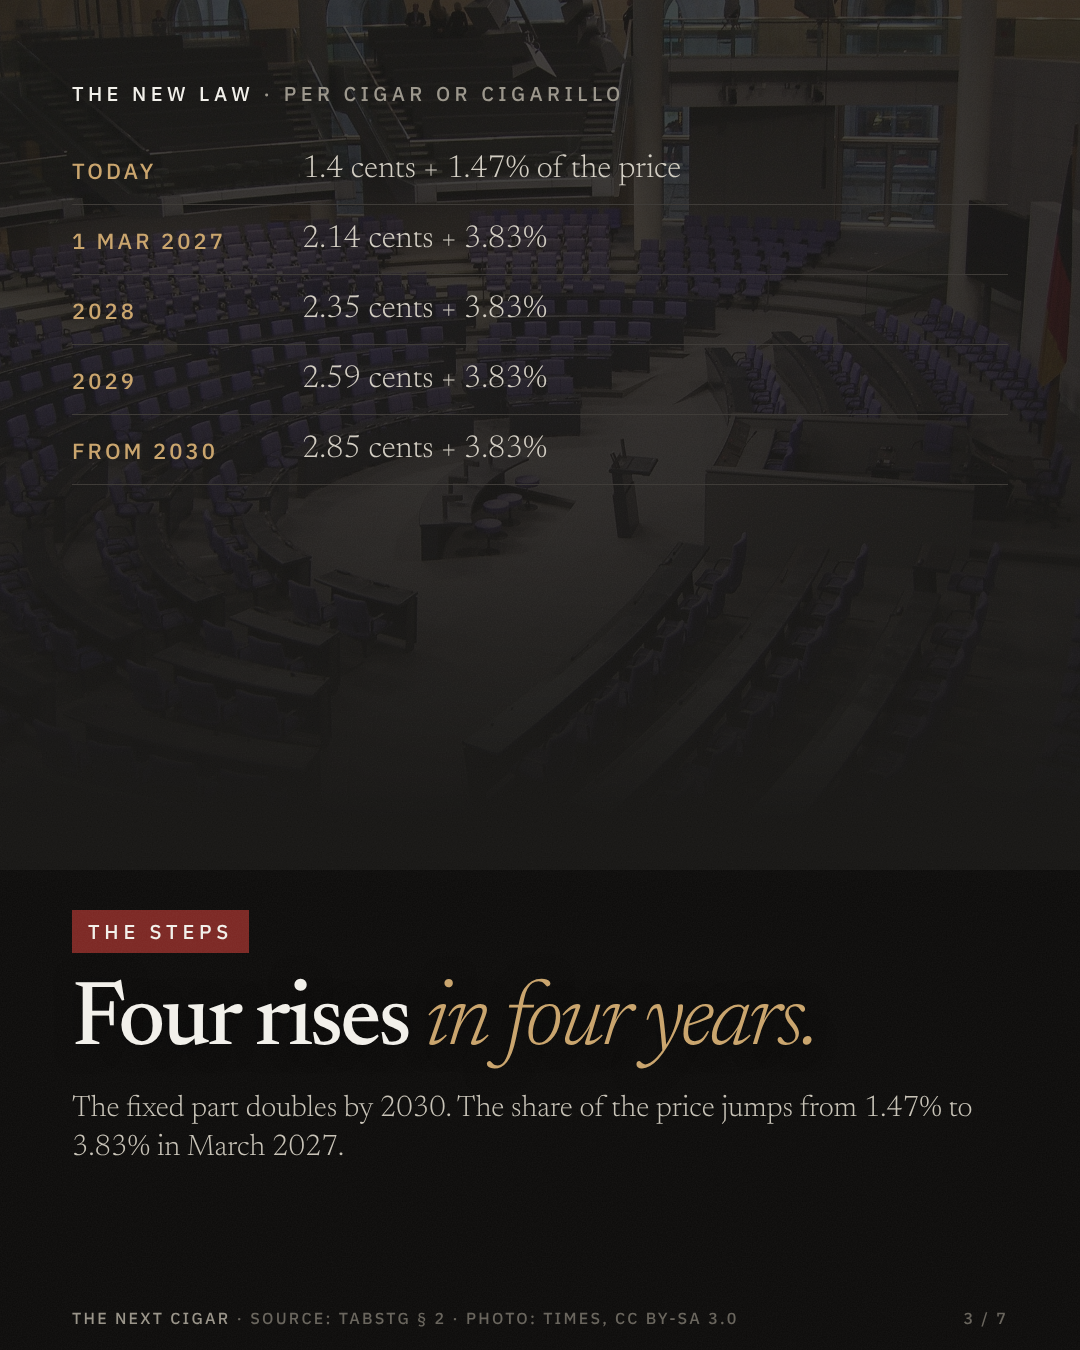 THE NEW LAW · PER CIGAR OR CIGARILLO
TODAY 1.4 cents + 1.47% of the price
1 MAR 2027 2.14 cents + 3.83%
2028 2.35 cents + 3.83%
2029 2.59 cents + 3.83%
FROM 2030 2.85 cents + 3.83%
THE STEPS
Four rises in four years.
The fixed part doubles by 2030. The share of the price jumps from 1.47% to
3.83% in March 2027.
THE NEXT CIGAR · SOURCE: TABSTG § 2 · PHOTO: TIMES, CC BY-SA 3.0 3 / 7